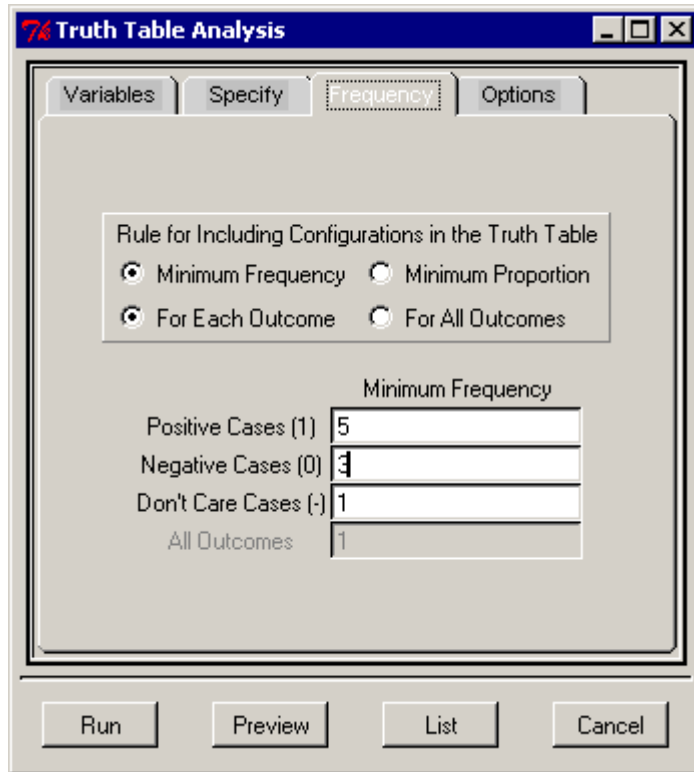 Truth Table Analysis
Variables Specify Frequency Options
Rule for Including Configurations in the Truth Table
Minimum Frequency Minimum Proportion
For Each Outcome For All Outcomes
Minimum Frequency
Positive Cases (1) 5
Negative Cases (0) 3
Don't Care Cases (-) 1
All Outcomes 1
Run Preview List Cancel